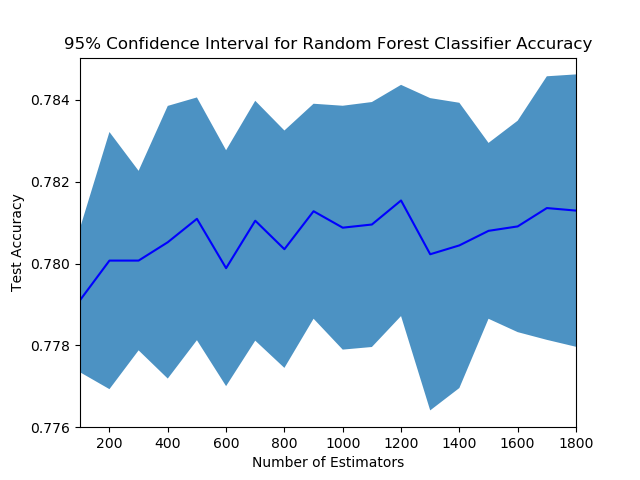 95% Confidence Interval for Random Forest Classifier Accuracy
0.784
0.782
0.780
0.778
0.776
Test Accuracy
200 400 600 800 1000 1200 1400 1600 1800
Number of Estimators